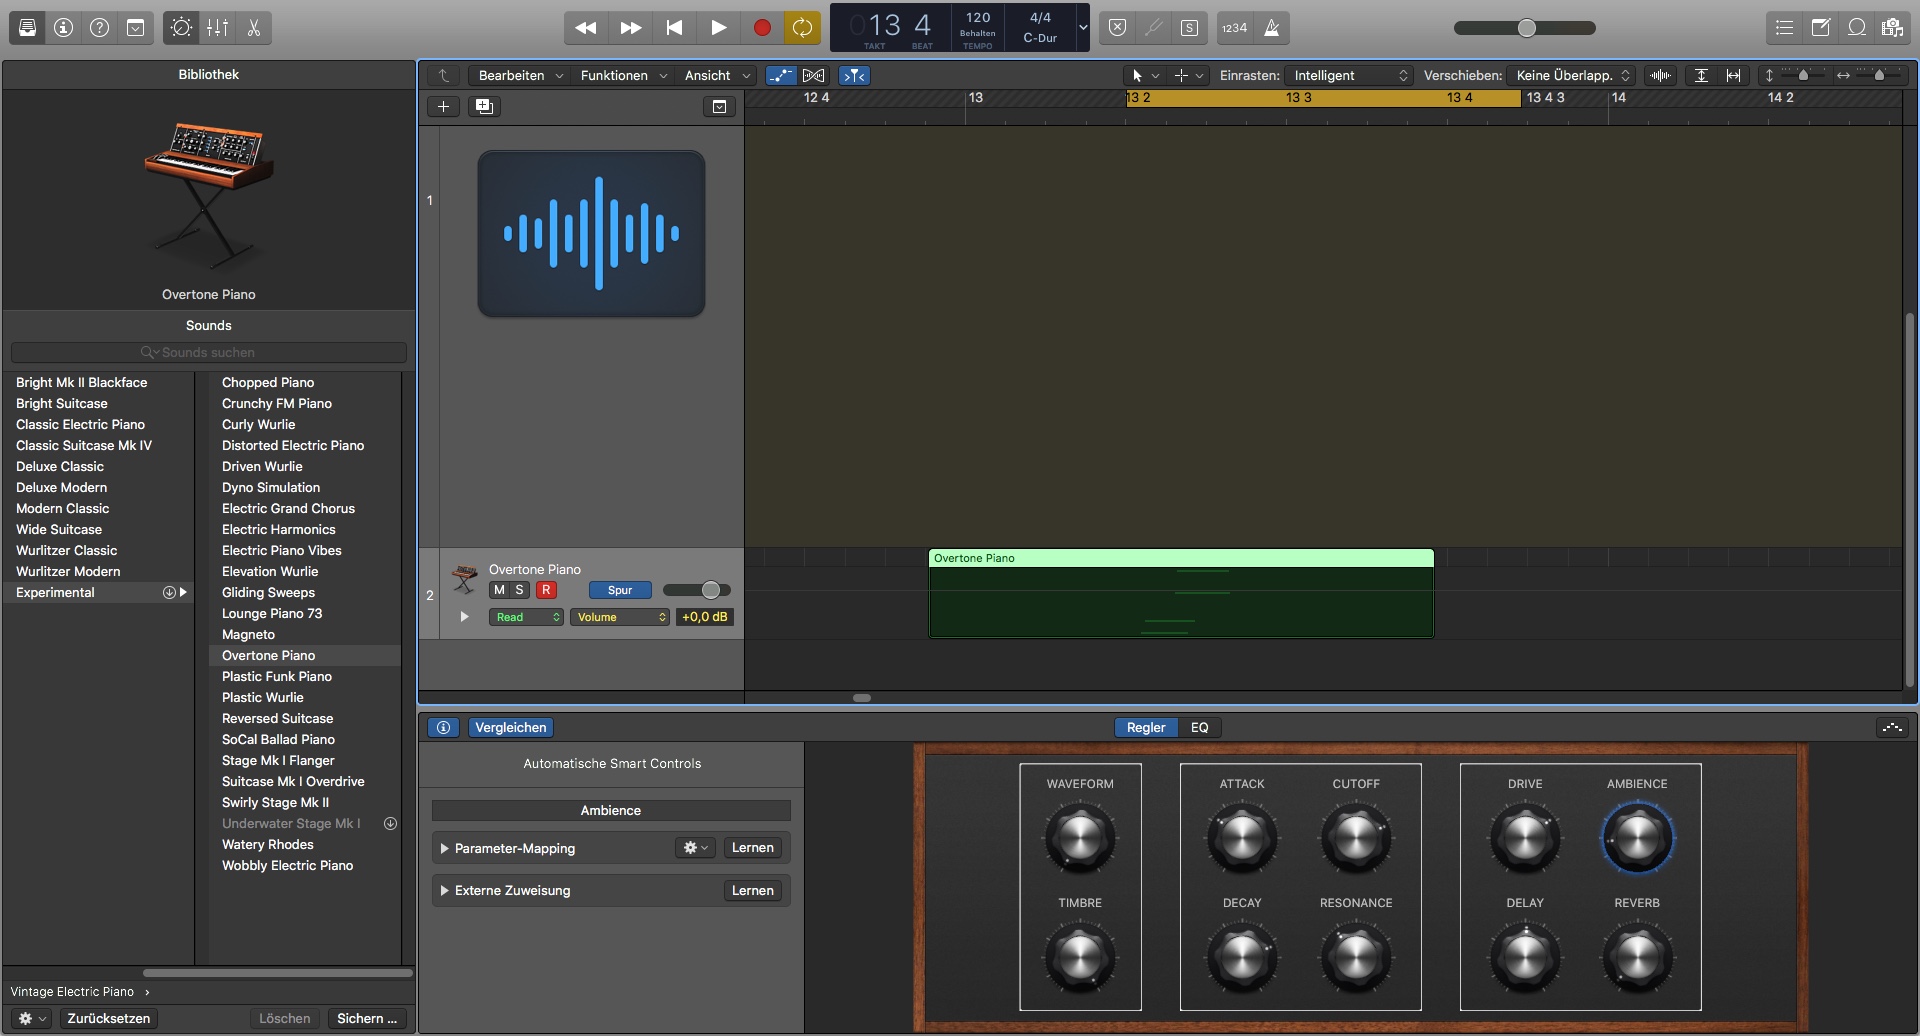 13 4
TAKT
BEAT
120
Behalten
TEMPO
4/4
C-Dur
S
1234
Bibliothek
Overtone Piano
Sounds
Sounds suchen
Bright Mk II Blackface
Bright Suitcase
Classic Electric Piano
Classic Suitcase Mk IV
Deluxe Classic
Deluxe Modern
Modern Classic
Wide Suitcase
Wurlitzer Classic
Wurlitzer Modern
Experimental
Chopped Piano
Crunchy FM Piano
Curly Wurlie
Distorted Electric Piano
Driven Wurlie
Dyno Simulation
Electric Grand Chorus
Electric Harmonics
Electric Piano Vibes
Elevation Wurlie
Gliding Sweeps
Lounge Piano 73
Magneto
Overtone Piano
Plastic Funk Piano
Plastic Wurlie
Reversed Suitcase
SoCal Ballad Piano
Stage Mk I Flanger
Suitcase Mk I Overdrive
Swirly Stage Mk II
Underwater Stage Mk I
Watery Rhodes
Wobbly Electric Piano
Vintage Electric Piano ›
Zurücksetzen
Löschen
Sichern ...
Bearbeiten
Funktionen
Ansicht
Einrasten:
Intelligent
Verschieben:
Keine Überlapp.
12 4
13
13 2
13 3
13 4
13 4 3
14
14 2
1
2
Overtone Piano
M S R
Spur
Read
Volume
+0,0 dB
Overtone Piano
Vergleichen
Regler
EQ
Automatische Smart Controls
Ambience
Parameter-Mapping
Lernen
Externe Zuweisung
Lernen
WAVEFORM
TIMBRE
ATTACK
CUTOFF
DECAY
RESONANCE
DRIVE
AMBIENCE
DELAY
REVERB